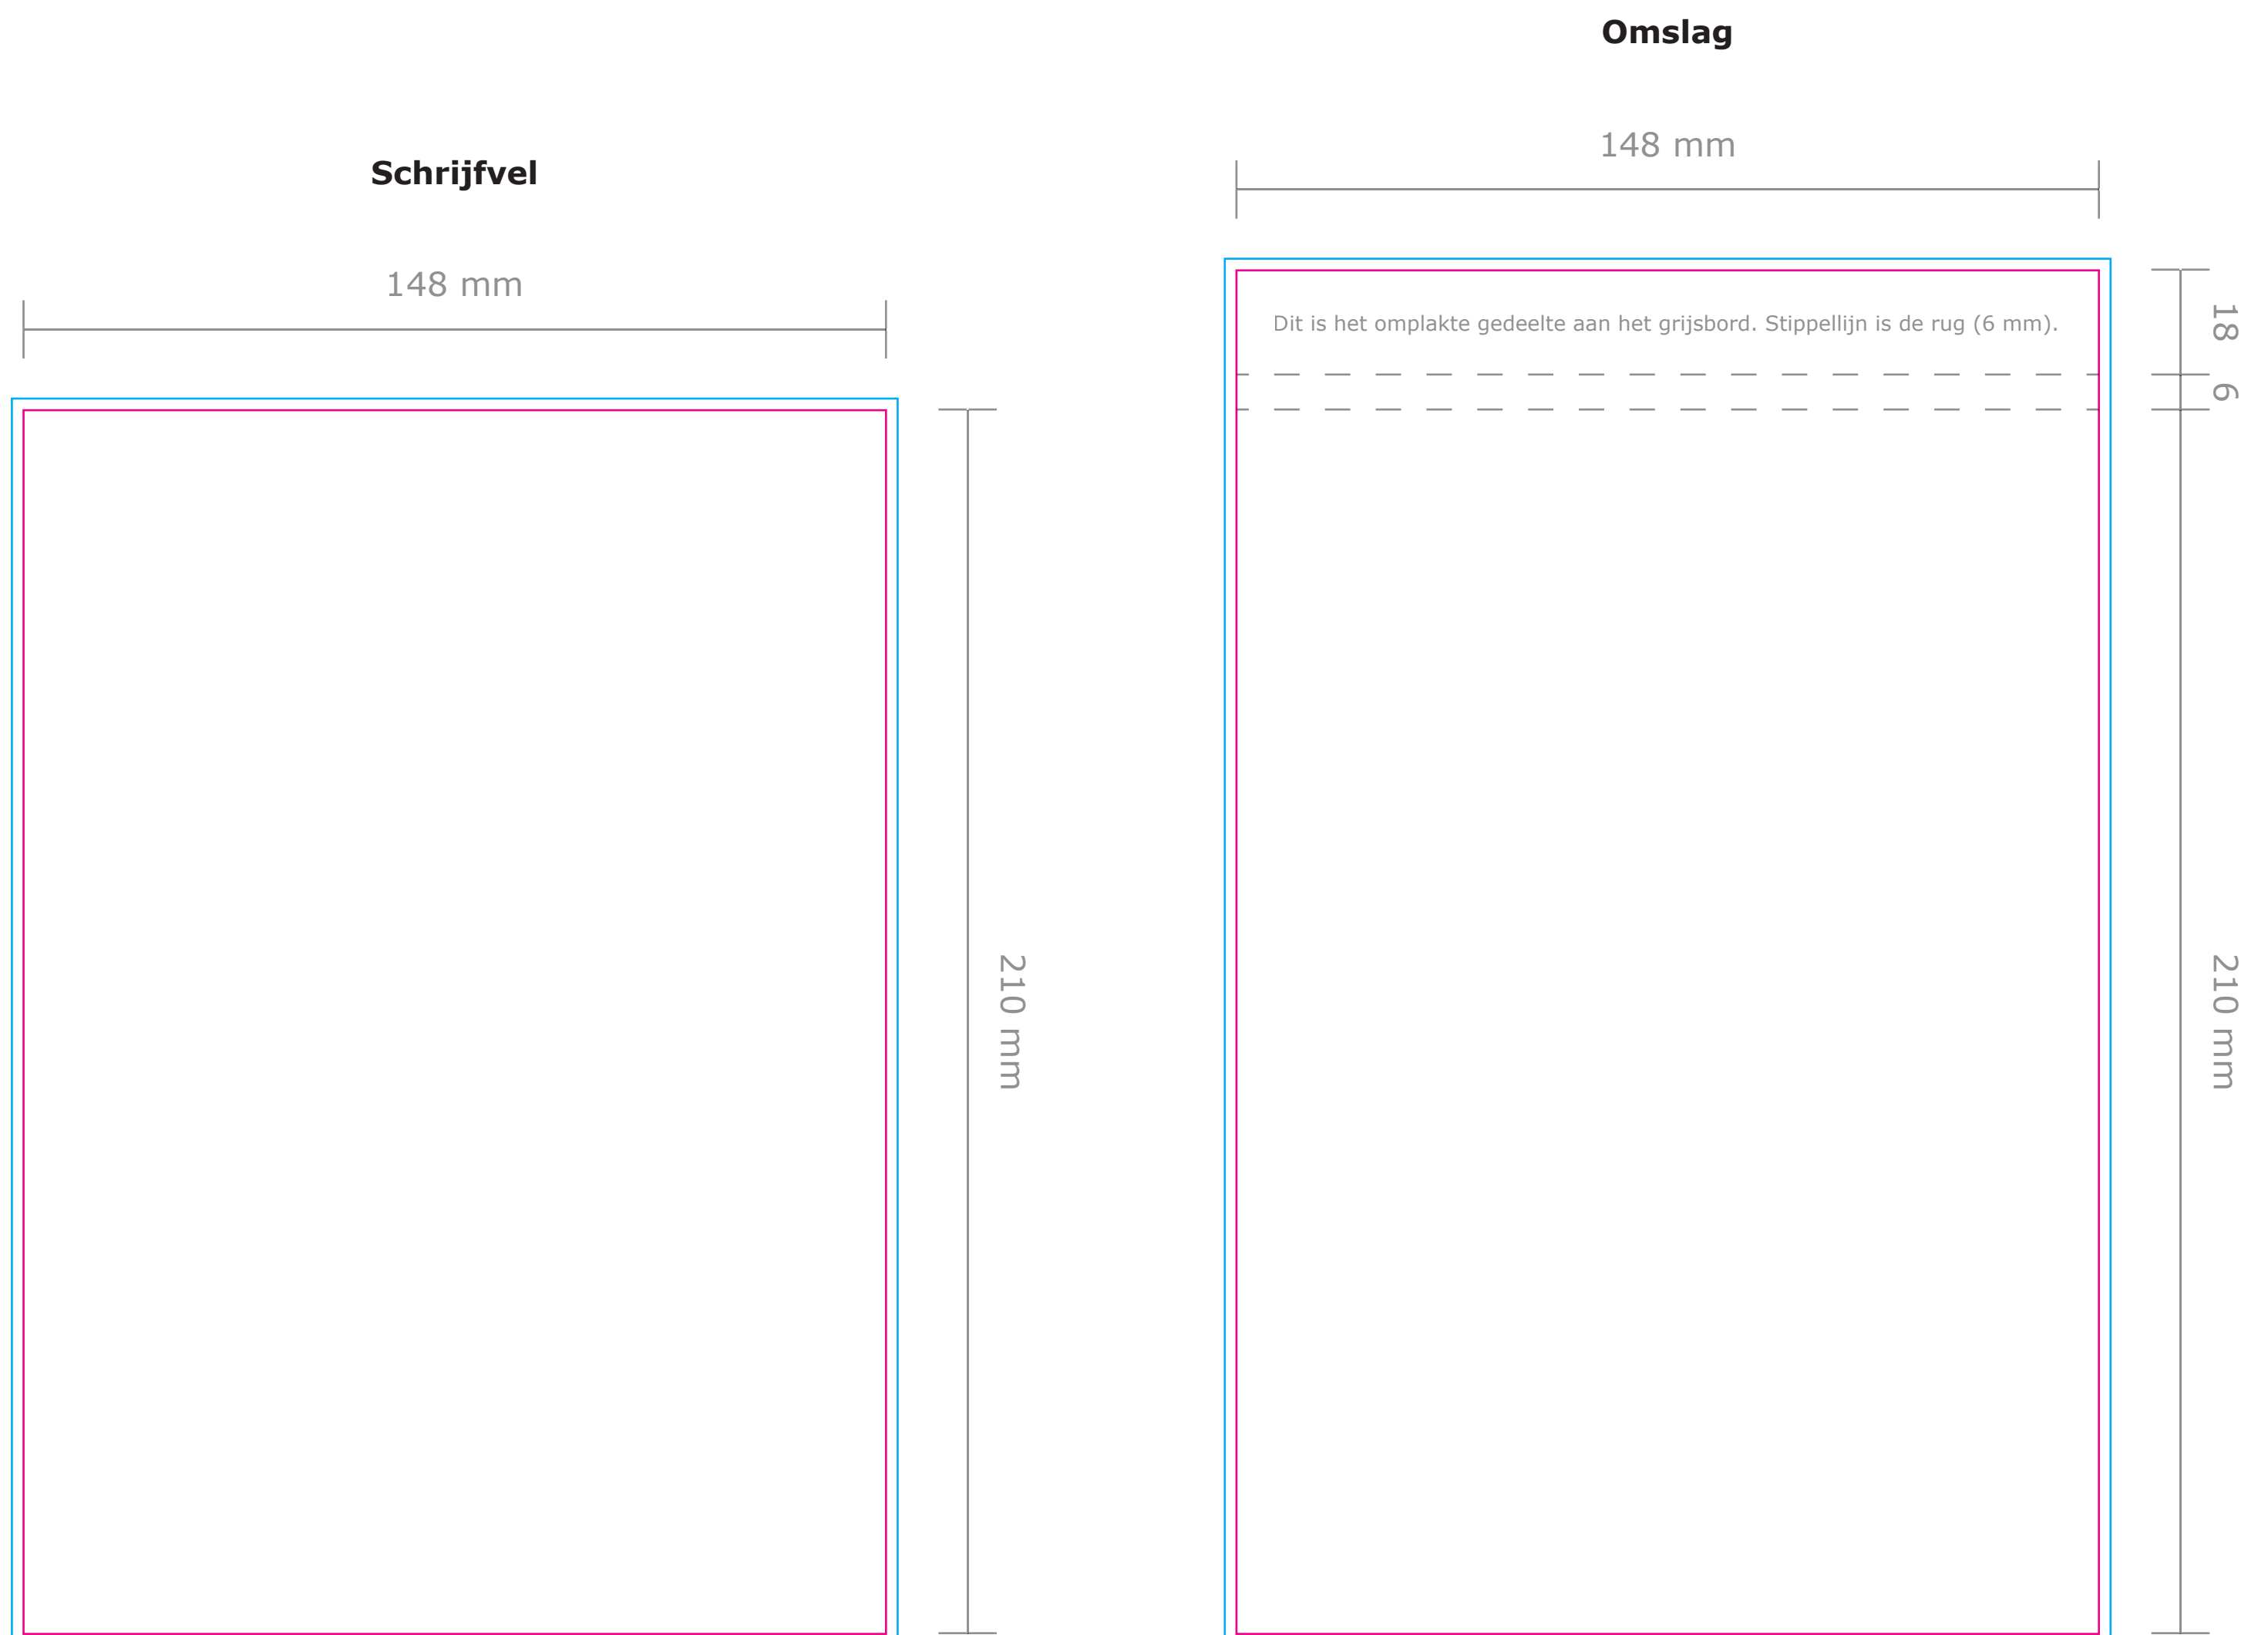 Schrijfvel
148 mm
210 mm
Omslag
148 mm
Dit is het omplakte gedeelte aan het grijsbord. Stippellijn is de rug (6 mm).
18
6
210 mm